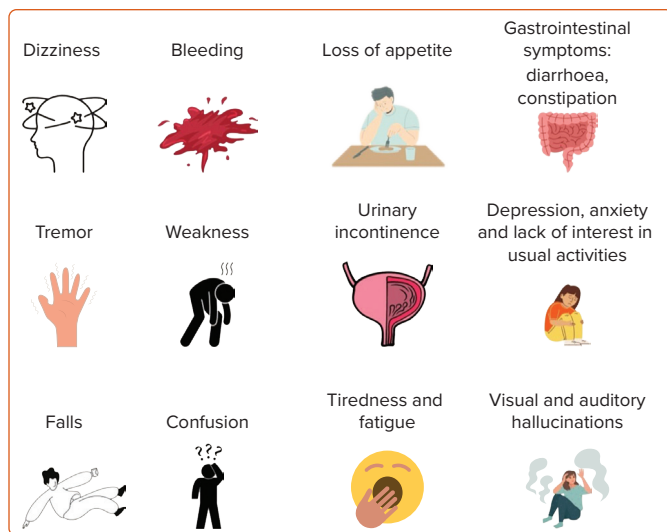 Dizziness
Bleeding
Loss of appetite
Gastrointestinal
symptoms:
diarrhoea,
constipation
Tremor
Weakness
Urinary
incontinence
Depression, anxiety
and lack of interest in
usual activities
Falls
Confusion
???
Tiredness and
fatigue
Visual and auditory
hallucinations